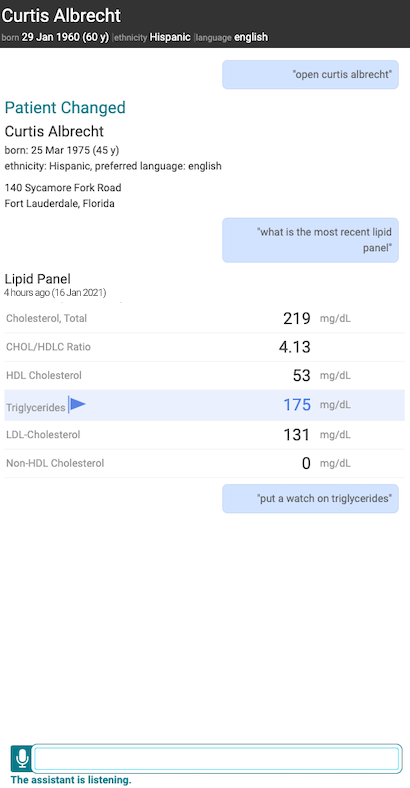 Curtis Albrecht
born 29 Jan 1960 (60 y) |ethnicity Hispanic |language english
"open curtis albrecht"
Patient Changed
Curtis Albrecht
born: 25 Mar 1975 (45 y)
ethnicity: Hispanic, preferred language: english
140 Sycamore Fork Road
Fort Lauderdale, Florida
"what is the most recent lipid
panel"
Lipid Panel
4 hours ago (16 Jan 2021)
Cholesterol, Total 219 mg/dL
CHOL/HDLC Ratio 4.13
HDL Cholesterol 53 mg/dL
Triglycerides 175 mg/dL
LDL-Cholesterol 131 mg/dL
Non-HDL Cholesterol 0 mg/dL
"put a watch on triglycerides"
The assistant is listening.